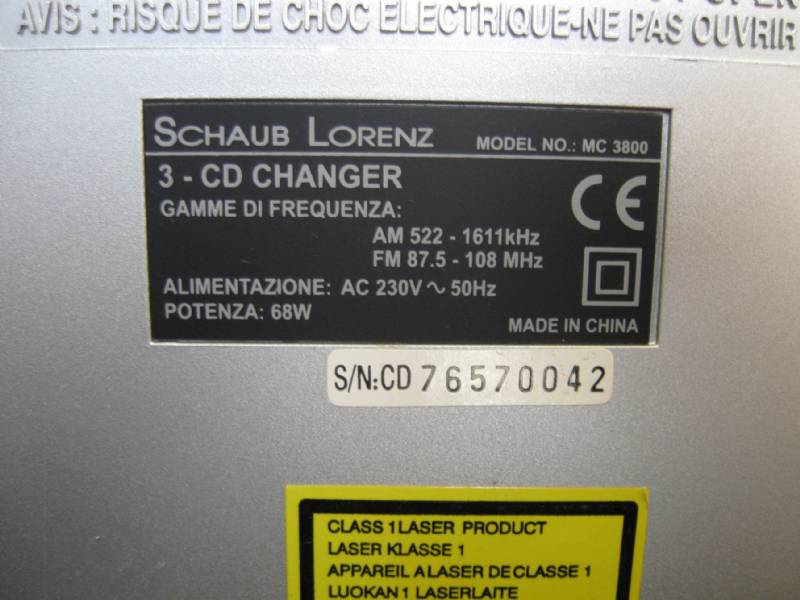 AVIS : RISQUE DE CHOC ELECTRIQUE-NE PAS OUVRIR
SCHAUB LORENZ MODEL NO.: MC 3800
3 - CD CHANGER
GAMME DI FREQUENZA:
AM 522 - 1611kHz
FM 87.5 - 108 MHz
ALIMENTAZIONE: AC 230V ~ 50Hz
POTENZA: 68W
CE
MADE IN CHINA
S/N:CD 76570042
CLASS 1 LASER PRODUCT
LASER KLASSE 1
APPAREIL A LASER DE CLASSE 1
LUOKAN 1 LASERLAITE